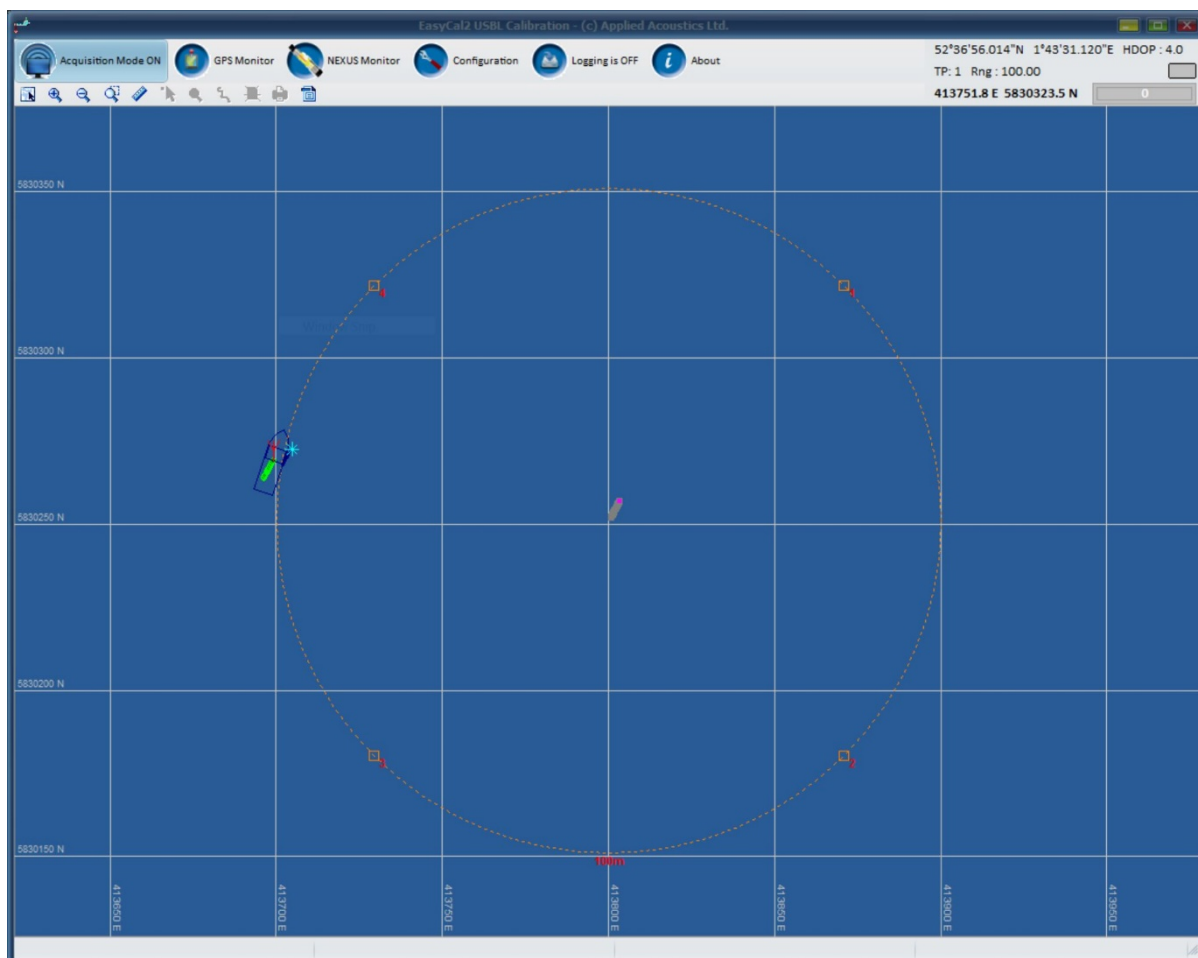 EasyCal2 USBL Calibration - (c) Applied Acoustics Ltd.
Acquisition Mode ON
GPS Monitor
NEXUS Monitor
Configuration
Logging is OFF
About
52°36'56.014"N 1°43'31.120"E HDOP : 4.0
TP: 1 Rng : 100.00
413751.8 E 5830323.5 N
0
5830350 N
5830300 N
5830250 N
5830200 N
5830150 N
2
100m
413650 E
413700 E
413750 E
413800 E
413850 E
413900 E
413950 E